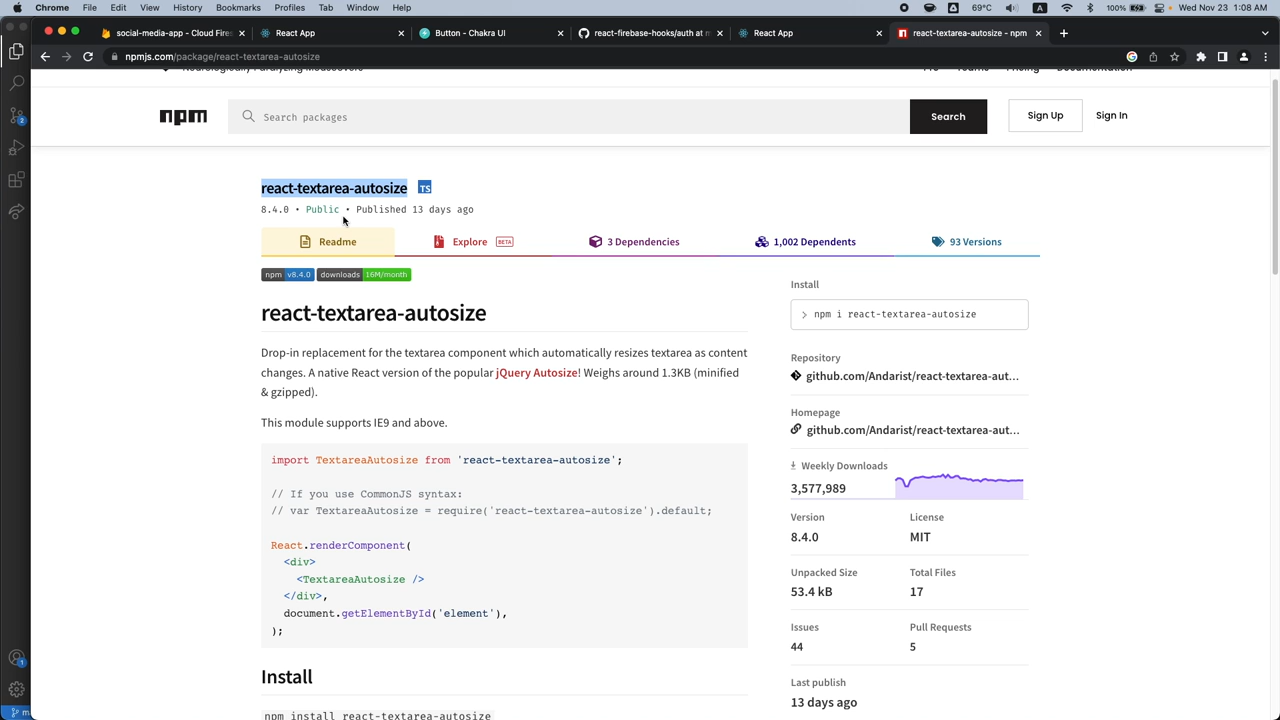 Chrome File Edit View History Bookmarks Profiles Tab Window Help 69°C A 100% Wed Nov 23 1:08 AM
social-media-app - Cloud Fires React App Button - Chakra UI react-firebase-hooks/auth at m React App react-textarea-autosize - npm
npmjs.com/package/react-textarea-autosize
npm Search packages Search Sign Up Sign In
react-textarea-autosize TS
8.4.0 • Public • Published 13 days ago
Readme Explore BETA 3 Dependencies 1,002 Dependents 93 Versions
npm v8.4.0 downloads 16M/month
react-textarea-autosize
Drop-in replacement for the textarea component which automatically resizes textarea as content
changes. A native React version of the popular jQuery Autosize! Weighs around 1.3KB (minified
& gzipped).
This module supports IE9 and above.
import TextareaAutosize from 'react-textarea-autosize';
// If you use CommonJS syntax:
// var TextareaAutosize = require('react-textarea-autosize').default;
React.renderComponent(
<div>
<TextareaAutosize />
</div>,
document.getElementById('element'),
);
Install
npm install react-textarea-autosize
Install
> npm i react-textarea-autosize
Repository
github.com/Andarist/react-textarea-aut...
Homepage
github.com/Andarist/react-textarea-aut...
Weekly Downloads
3,577,989
Version License
8.4.0 MIT
Unpacked Size Total Files
53.4 kB 17
Issues Pull Requests
44 5
Last publish
13 days ago
2
1